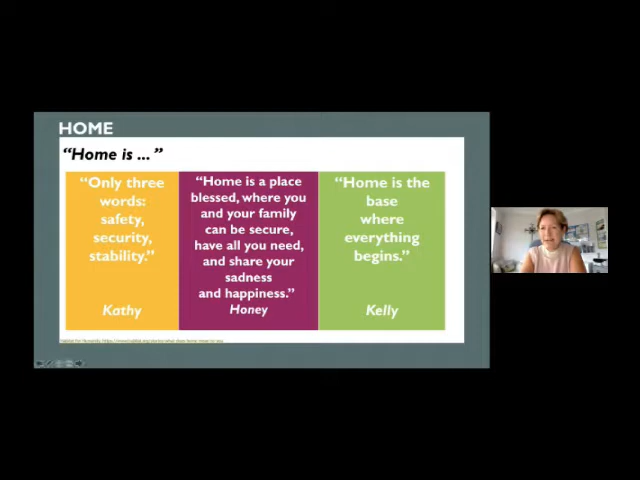 HOME
“Home is ... ”
“Only three
words:
safety,
security,
stability.”
Kathy
“Home is a place
blessed, where you
and your family
can be secure,
have all you need,
and share your
sadness
and happiness.”
Honey
“Home is the
base
where
everything
begins.”
Kelly